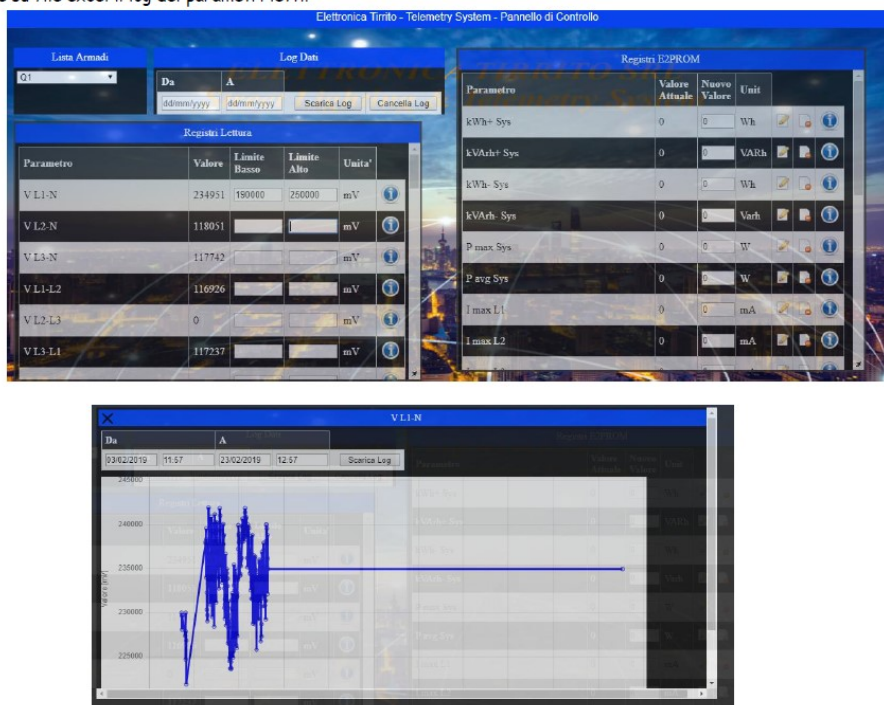 Elettronica Tirrito - Telemetry System - Pannello di Controllo
Lista Armadi
Q1
Log Dati
Da A
dd/mm/yyyy dd/mm/yyyy Scarica Log Cancella Log
Registri Lettura
Parametro Valore Limite Basso Limite Alto Unita'
V L1-N 234951 190000 250000 mV
V L2-N 118051 mV
V L3-N 117742 mV
V L1-L2 116926 mV
V L2-L3 0 mV
V L3-L1 117237 mV
Registri E2PROM
Parametro Valore Attuale Nuovo Valore Unit
kWh+ Sys 0 0 Wh
kVArh+ Sys 0 0 VARh
kWh- Sys 0 0 Wh
kVArh- Sys 0 0 Varh
P max Sys 0 0 W
P avg Sys 0 0 W
I max L1 0 0 mA
I max L2 0 0 mA
V L1-N
Da A
03/02/2019 11:57 23/02/2019 12:57 Scarica Log
Valore [mV]
245000
240000
235000
230000
225000